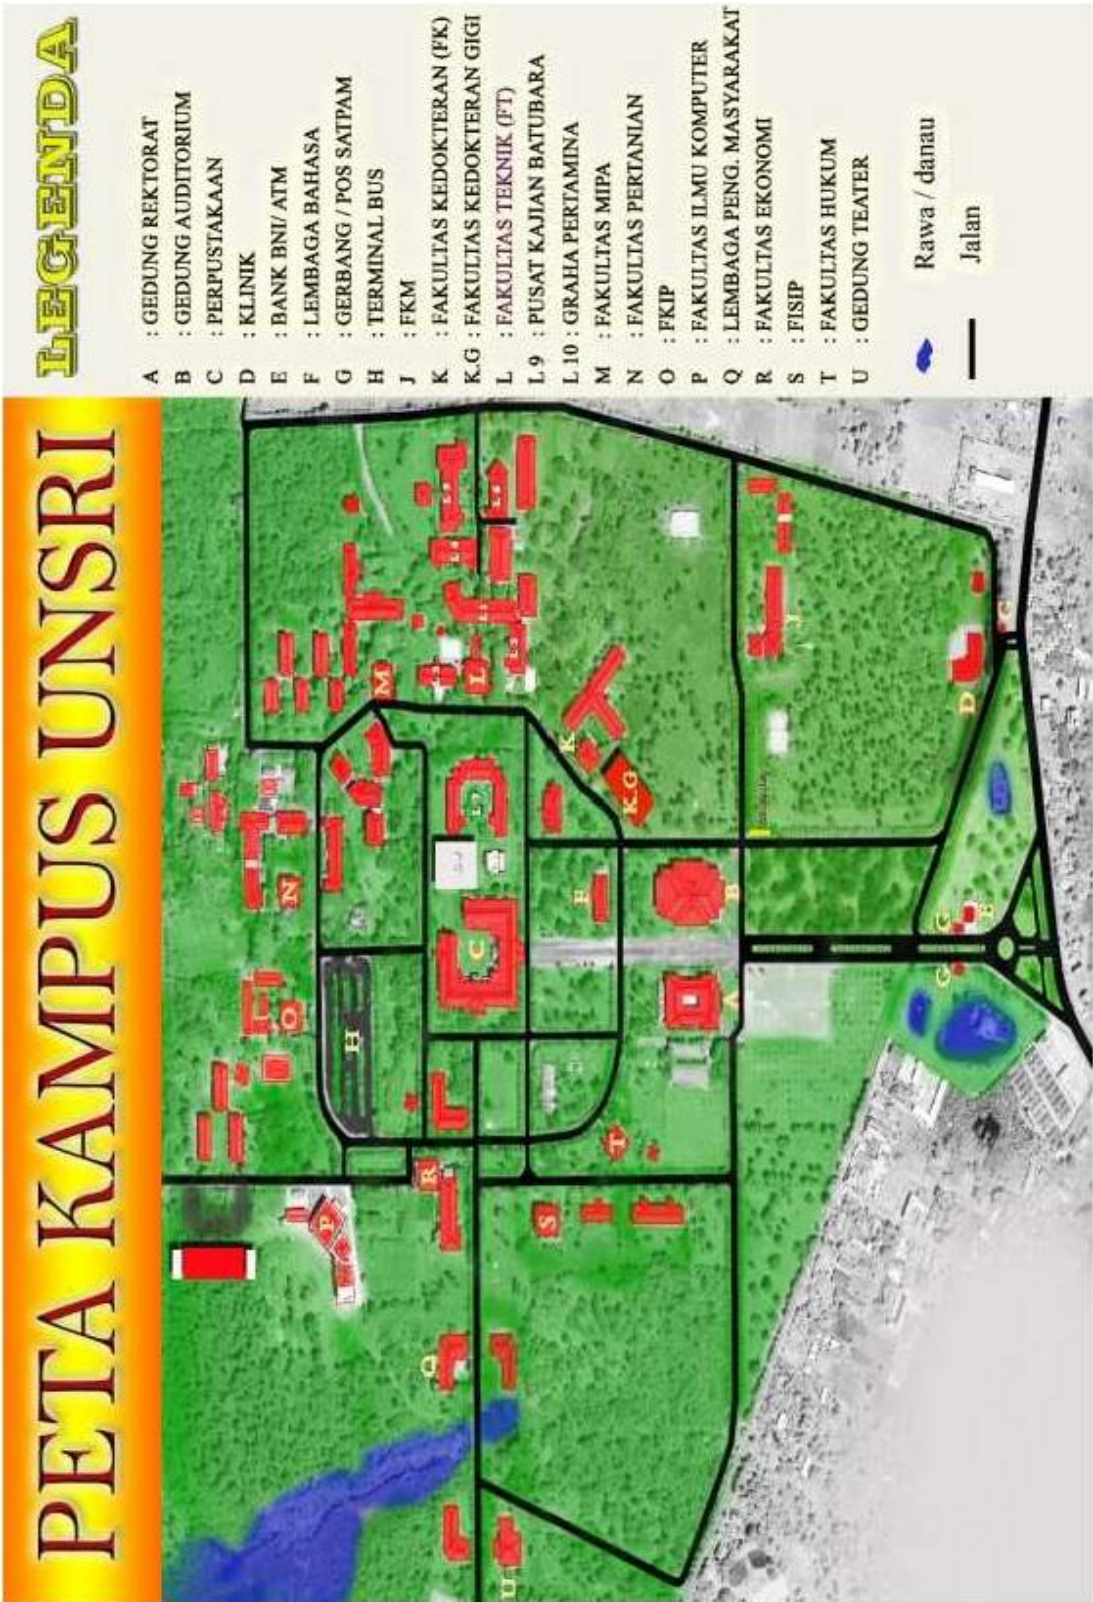 PETA KAMPUS UNSRI
LEGENDA
A : GEDUNG REKTORAT
B : GEDUNG AUDITORIUM
C : PERPUSTAKAAN
D : KLINIK
E : BANK BNI/ ATM
F : LEMBAGA BAHASA
G : GERBANG / POS SATPAM
H : TERMINAL BUS
J : FKM
K : FAKULTAS KEDOKTERAN (FK)
K.G : FAKULTAS KEDOKTERAN GIGI
L : FAKULTAS TEKNIK (FT)
L 9 : PUSAT KAJIAN BATUBARA
L 10 : GRAHA PERTAMINA
M : FAKULTAS MIPA
N : FAKULTAS PERTANIAN
O : FKIP
P : FAKULTAS ILMU KOMPUTER
Q : LEMBAGA PENG. MASYARAKAT
R : FAKULTAS EKONOMI
S : FISIP
T : FAKULTAS HUKUM
U : GEDUNG TEATER
Rawa / danau
Jalan
M
L
L 7
K
K.G
J
D
G
N
C
F
B
E
G
G
O
H
A
P
R
T
S
Q
U